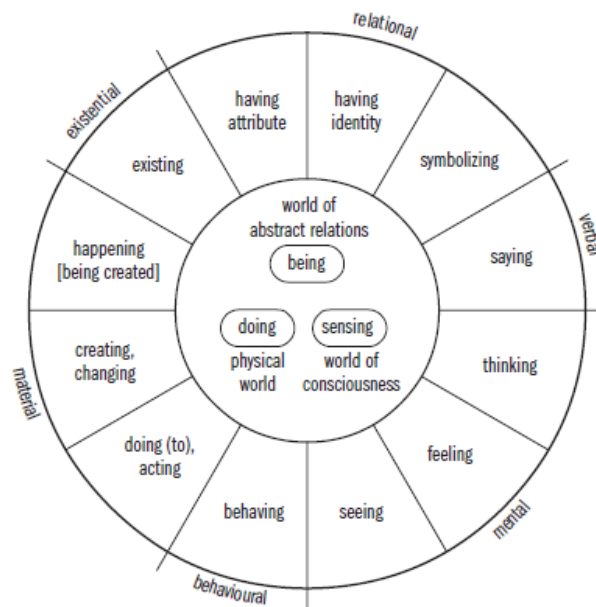 relational
existential
having
attribute
having
identity
existing
symbolizing
verbal
world of
abstract relations
being
happening
[being created]
saying
doing
sensing
physical
world
world of
consciousness
creating,
changing
thinking
material
doing (to),
acting
feeling
behaving
seeing
mental
behavioural